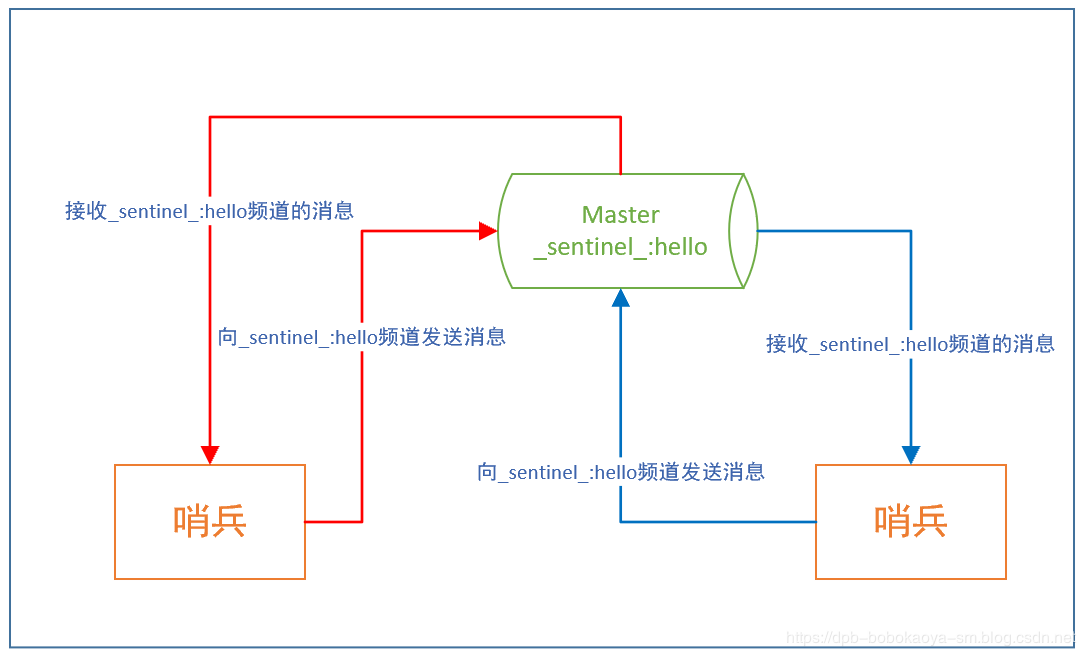 Master
_sentinel_:hello
接收_sentinel_:hello频道的消息
向_sentinel_:hello频道发送消息
接收_sentinel_:hello频道的消息
向_sentinel_:hello频道发送消息
哨兵
哨兵
https://dpb-bobokaoya-sm.blog.csdn.net